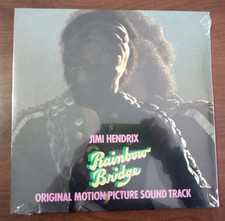 JIMI HENDRIX
Rainbow
Bridge
ORIGINAL MOTION PICTURE SOUND TRACK